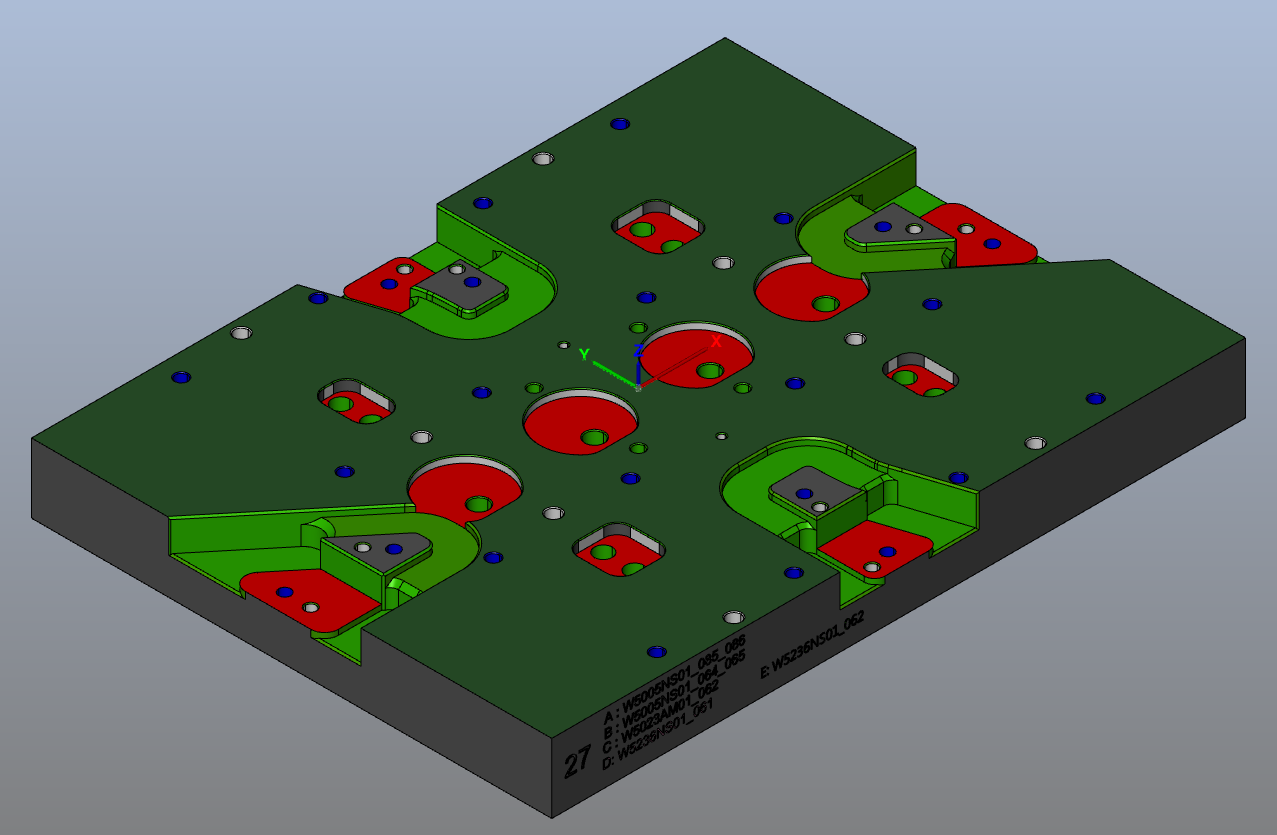 Y
Z
X
A : W5005NS01_085_086
B : W5005NS01_064_065
C : W5023AM01_062
D: W5236NS01_061
E: W5236NS01_062
27